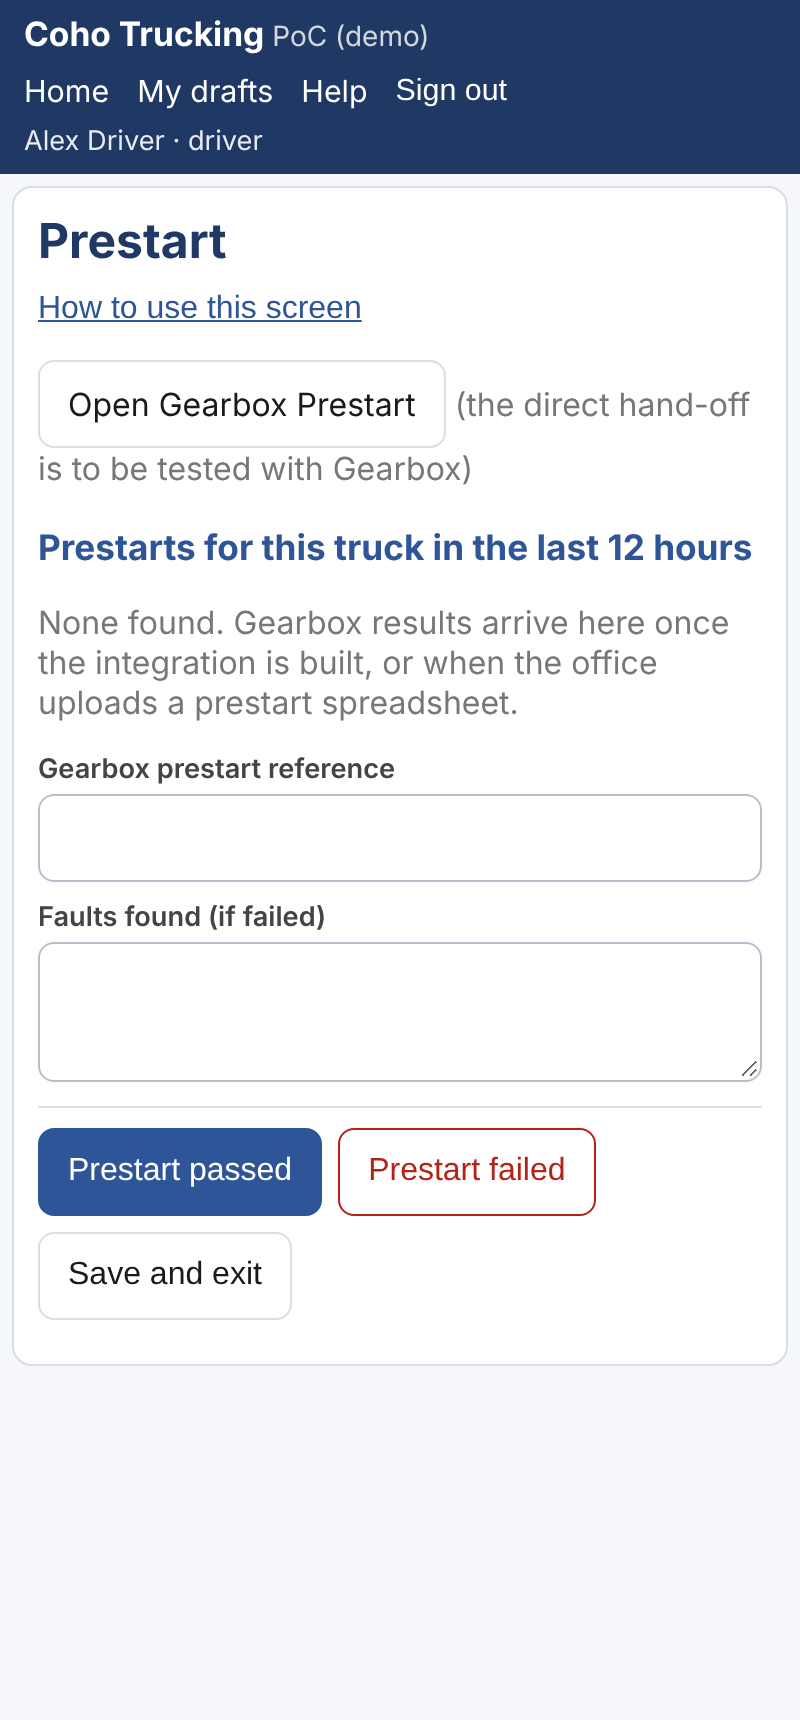 Coho Trucking PoC (demo)
Home My drafts Help Sign out
Alex Driver · driver
Prestart
How to use this screen
Open Gearbox Prestart (the direct hand-off
is to be tested with Gearbox)
Prestarts for this truck in the last 12 hours
None found. Gearbox results arrive here once
the integration is built, or when the office
uploads a prestart spreadsheet.
Gearbox prestart reference
Faults found (if failed)
Prestart passed Prestart failed
Save and exit